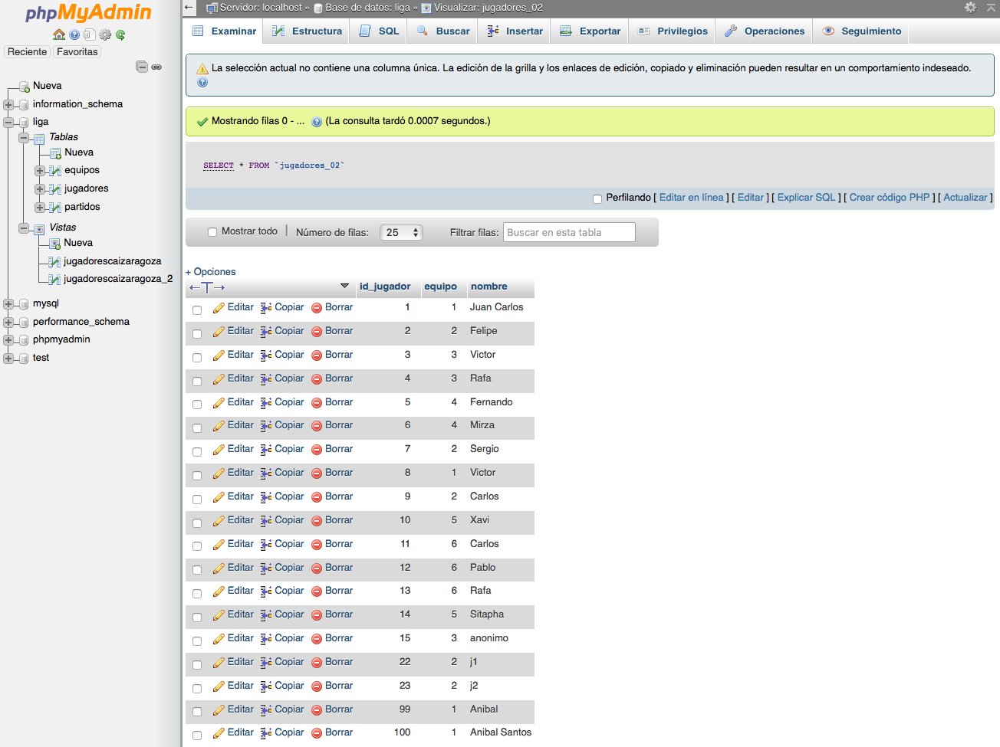 phpMyAdmin
Reciente Favoritas
Nueva
information_schema
liga
Tablas
Nueva
equipos
jugadores
partidos
Vistas
Nueva
jugadorescaizaragoza
jugadorescaizaragoza_2
mysql
performance_schema
phpmyadmin
test
Servidor: localhost » Base de datos: liga » Visualizar: jugadores_02
Examinar Estructura SQL Buscar Insertar Exportar Privilegios Operaciones Seguimiento
La selección actual no contiene una columna única. La edición de la grilla y los enlaces de edición, copiado y eliminación pueden resultar en un comportamiento indeseado.
Mostrando filas 0 - ... (La consulta tardó 0.0007 segundos.)
SELECT * FROM `jugadores_02`
Perfilando [ Editar en línea ] [ Editar ] [ Explicar SQL ] [ Crear código PHP ] [ Actualizar ]
Mostrar todo | Número de filas: 25 Filtrar filas: Buscar en esta tabla
+ Opciones
←T→ id_jugador equipo nombre
Editar Copiar Borrar 1 1 Juan Carlos
Editar Copiar Borrar 2 2 Felipe
Editar Copiar Borrar 3 3 Victor
Editar Copiar Borrar 4 3 Rafa
Editar Copiar Borrar 5 4 Fernando
Editar Copiar Borrar 6 4 Mirza
Editar Copiar Borrar 7 2 Sergio
Editar Copiar Borrar 8 1 Victor
Editar Copiar Borrar 9 2 Carlos
Editar Copiar Borrar 10 5 Xavi
Editar Copiar Borrar 11 6 Carlos
Editar Copiar Borrar 12 6 Pablo
Editar Copiar Borrar 13 6 Rafa
Editar Copiar Borrar 14 5 Sitapha
Editar Copiar Borrar 15 3 anonimo
Editar Copiar Borrar 22 2 j1
Editar Copiar Borrar 23 2 j2
Editar Copiar Borrar 99 1 Anibal
Editar Copiar Borrar 100 1 Anibal Santos